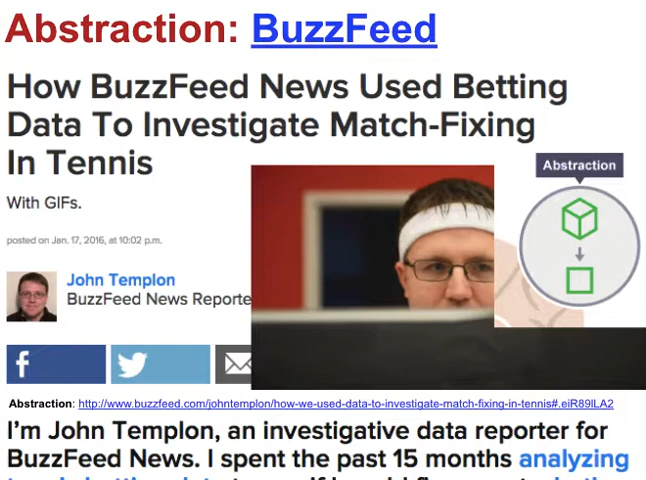 Abstraction: BuzzFeed
How BuzzFeed News Used Betting
Data To Investigate Match-Fixing
In Tennis
Abstraction
With GIFs.
posted on Jan. 17, 2016, at 10:02 p.m.
John Templon
BuzzFeed News Reporte
Abstraction: http://www.buzzfeed.com/johntemplon/how-we-used-data-to-investigate-match-fixing-in-tennis#.eiR89lLA2
I'm John Templon, an investigative data reporter for
BuzzFeed News. I spent the past 15 months analyzing